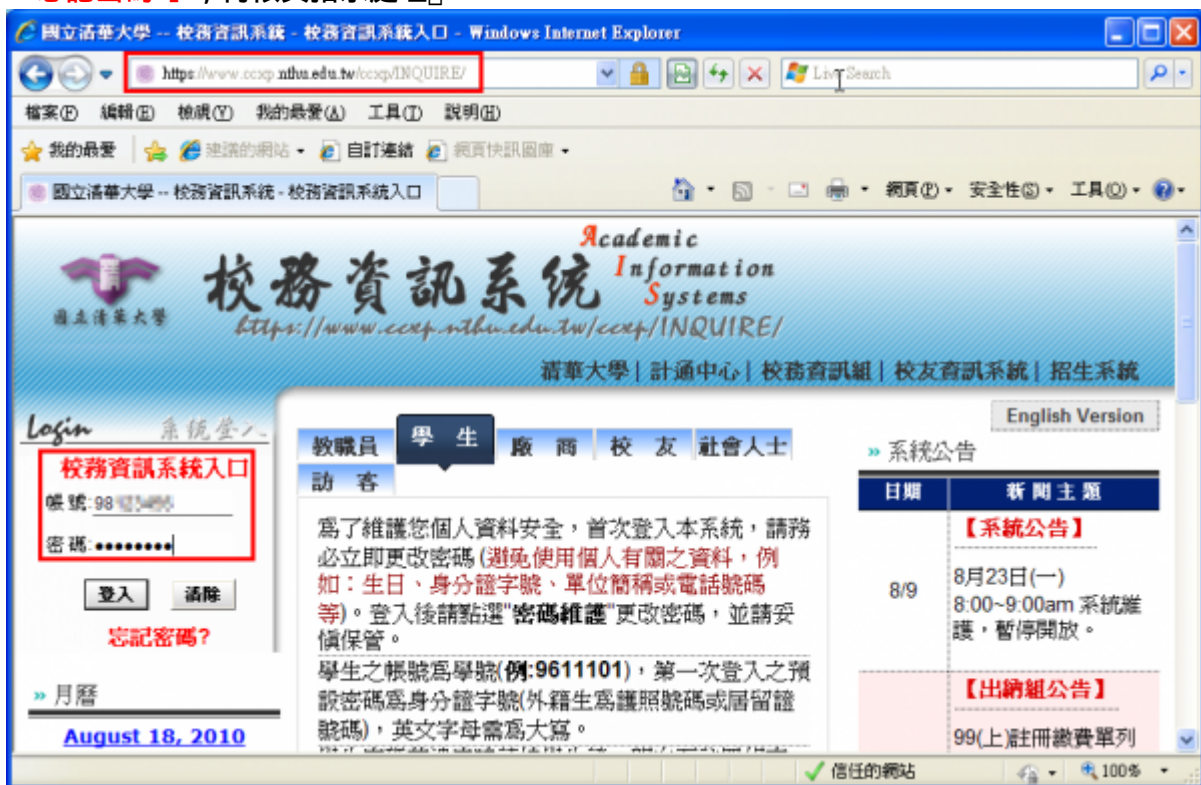 國立清華大學 -- 校務資訊系統 - 校務資訊系統入口 - Windows Internet Explorer
https://www.ccxp.nthu.edu.tw/ccxp/INQUIRE/
Live Search
檔案(F) 編輯(E) 檢視(V) 我的最愛(A) 工具(T) 說明(H)
我的最愛 建議的網站 自訂連結 網頁快訊圖庫
國立清華大學 -- 校務資訊系統 - 校務資訊系統入口
網頁(P) 安全性(S) 工具(O)
Academic
Information
Systems
校務資訊系統
國立清華大學
https://www.ccxp.nthu.edu.tw/ccxp/INQUIRE/
清華大學| 計通中心| 校務資訊組| 校友資訊系統| 招生系統
Login 系統登入
校務資訊系統入口
帳號:98
密碼:●●●●●●●●●
登入 清除
忘記密碼?
» 月曆
August 18, 2010
教職員 學 生 廠 商 校 友 社會人士
訪 客
為了維護您個人資料安全,首次登入本系統,請務
必立即更改密碼(避免使用個人有關之資料,例
如:生日、身分證字號、單位簡稱或電話號碼
等)。登入後請點選"密碼維護"更改密碼,並請妥
慎保管。
學生之帳號為學號(例:9611101),第一次登入之預
設密碼為身分證字號(外籍生為護照號碼或居留證
號碼),英文字母需為大寫。
English Version
» 系統公告
日期 新聞主題
【系統公告】
8/9
8月23日(一)
8:00~9:00am 系統維
護,暫停開放。
【出納組公告】
99(上)註冊繳費單列
信任的網站 100%